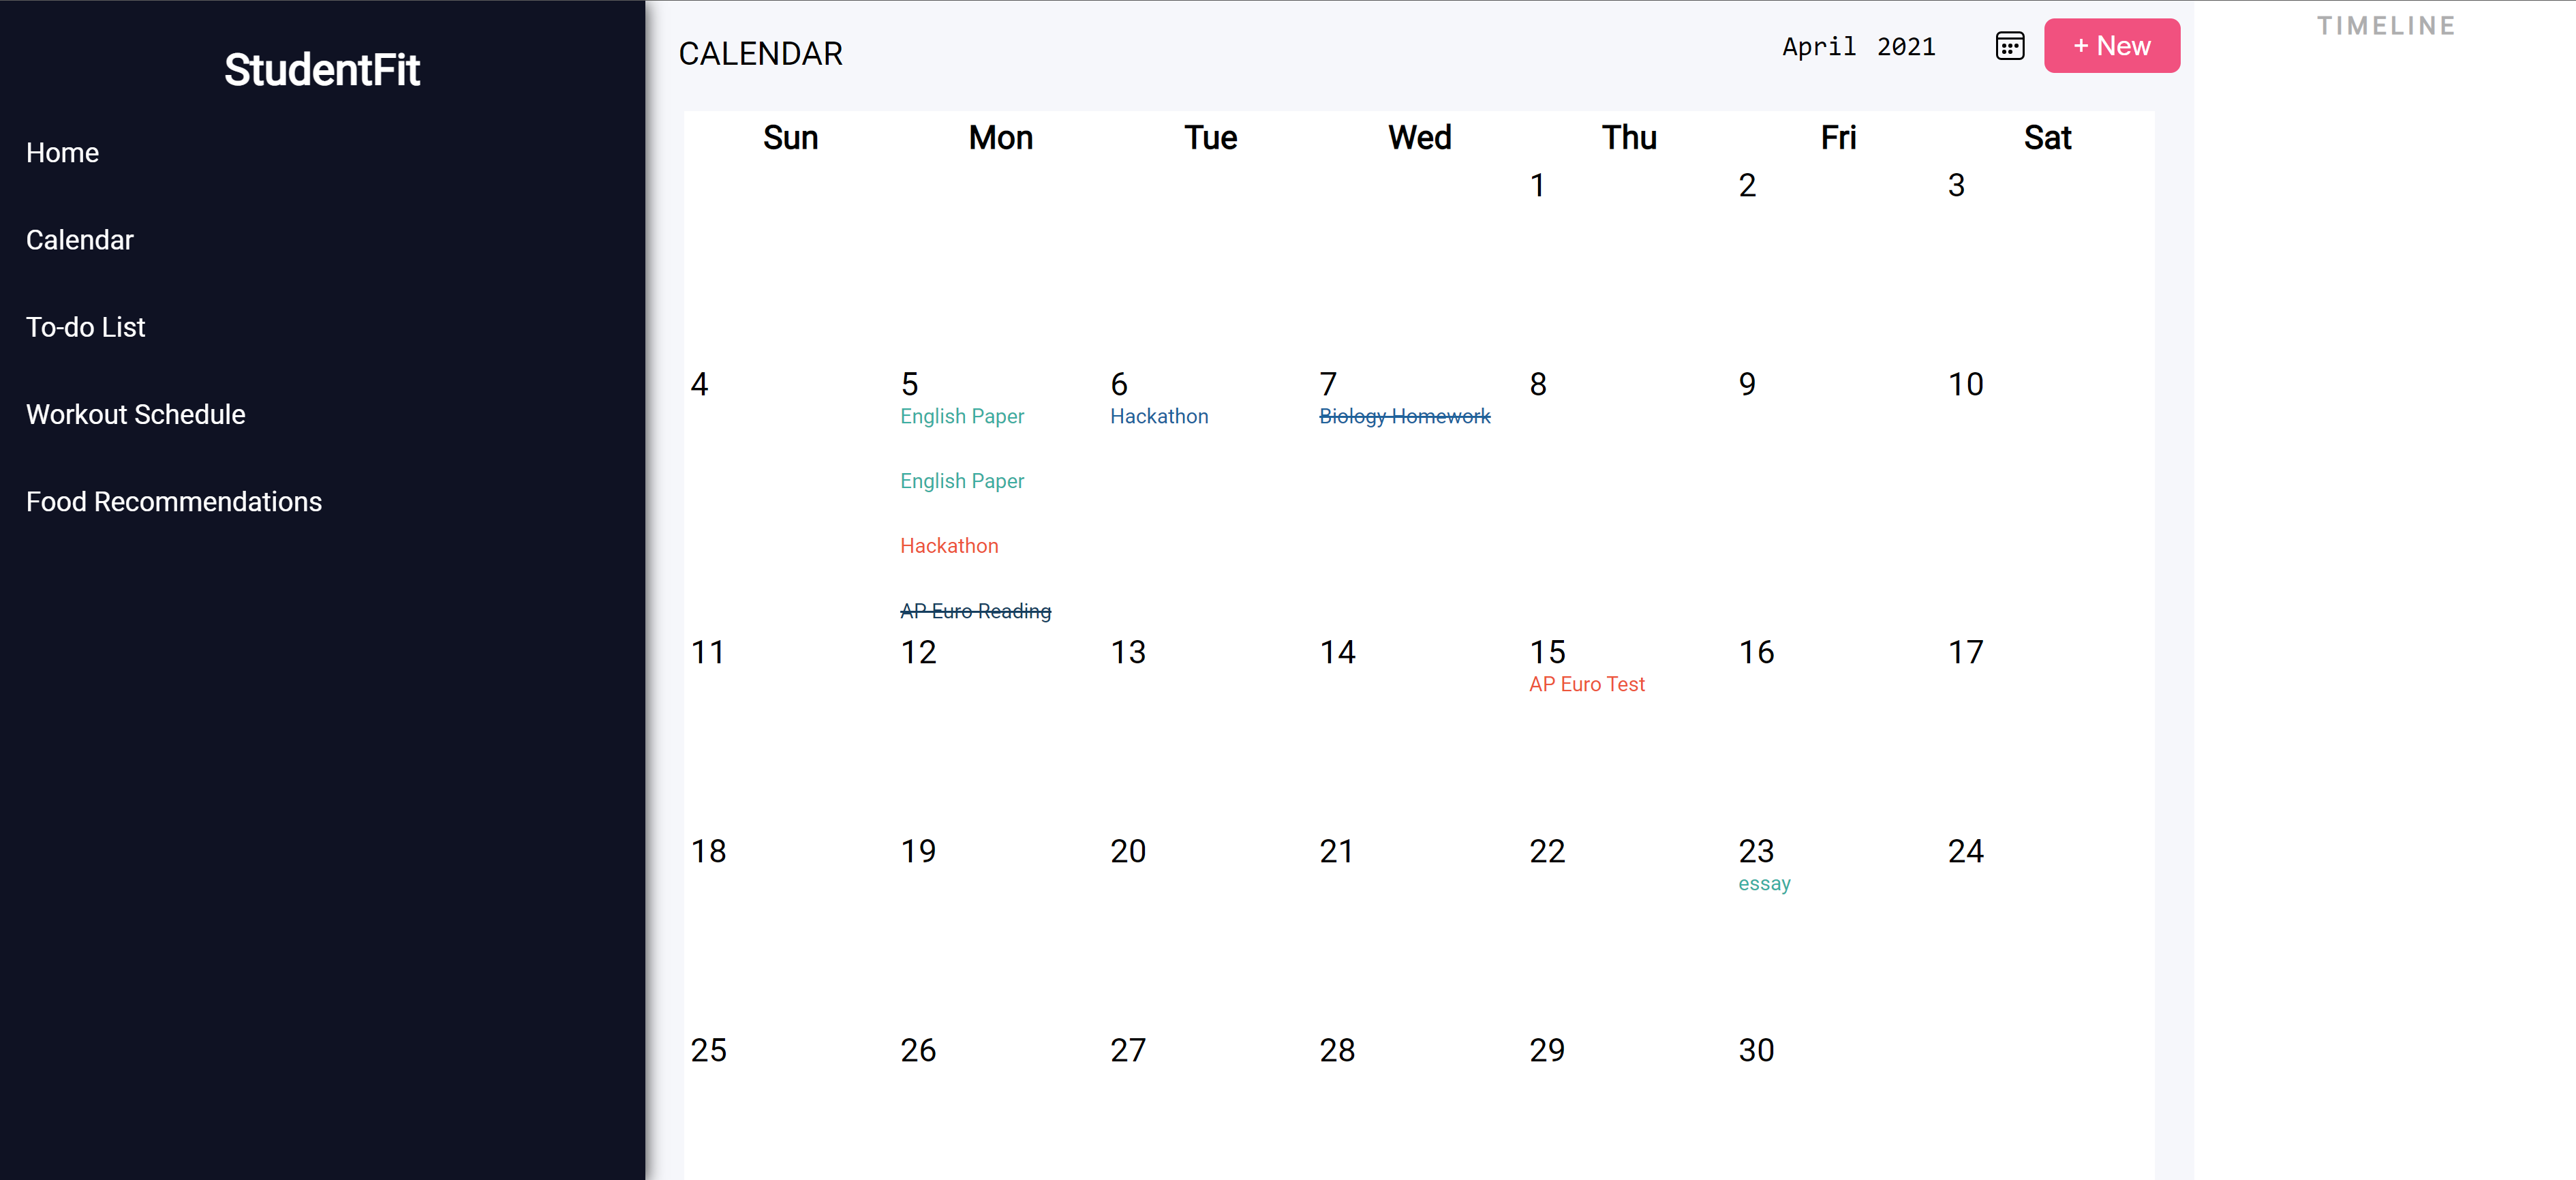 StudentFit
Home
Calendar
To-do List
Workout Schedule
Food Recommendations
CALENDAR
April 2021
+ New
TIMELINE
Sun Mon Tue Wed Thu Fri Sat
1 2 3
4 5 6 7 8 9 10
English Paper Hackathon Biology Homework
English Paper
Hackathon
AP Euro Reading
11 12 13 14 15 16 17
AP Euro Test
18 19 20 21 22 23 24
essay
25 26 27 28 29 30